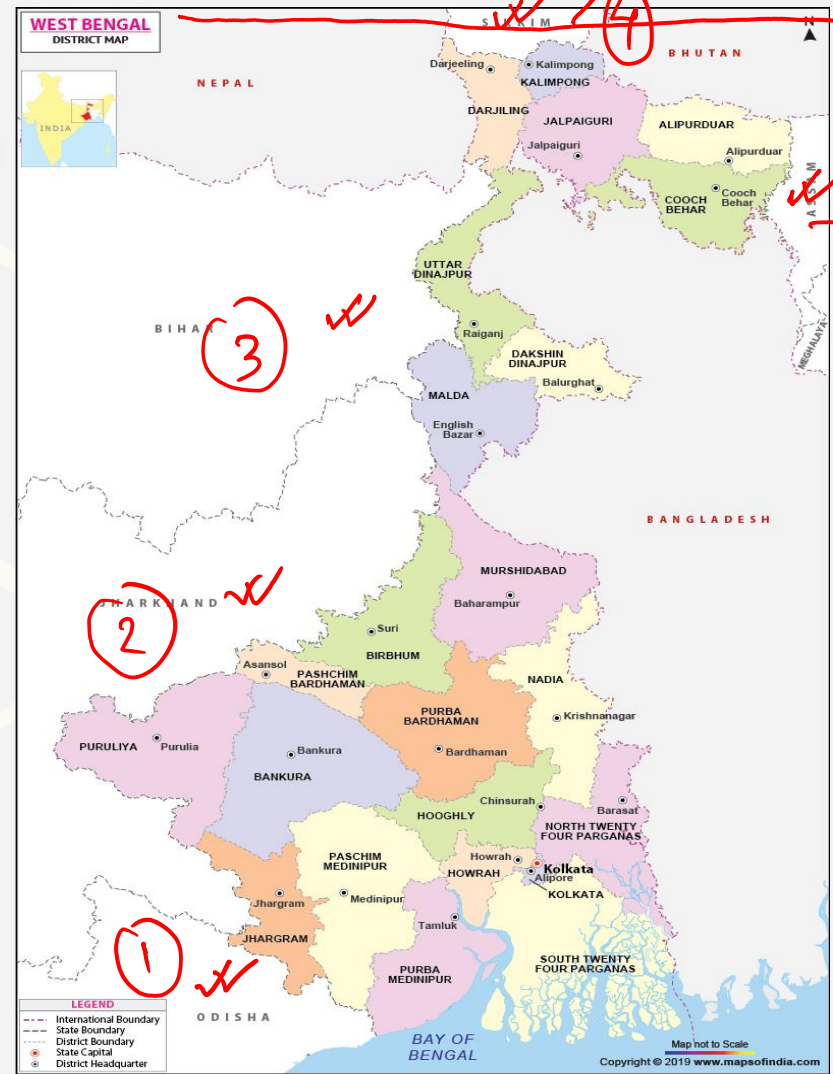 WEST BENGAL
DISTRICT MAP
SIKKIM
4
N
BHUTAN
NEPAL
INDIA
Darjeeling
Kalimpong
KALIMPONG
DARJILING
JALPAIGURI
Jalpaiguri
ALIPURDUAR
Alipurduar
COOCH
BEHAR
Cooch
Behar
ASSAM
UTTAR
DINAJPUR
BIHAR
3
Raiganj
DAKSHIN
DINAJPUR
Balurghat
MEGHALAYA
MALDA
English
Bazar
BANGLADESH
MURSHIDABAD
Baharampur
JHARKHAND
2
Suri
BIRBHUM
Asansol
PASHCHIM
BARDHAMAN
NADIA
Krishnanagar
PURBA
BARDHAMAN
Bardhaman
PURULIYA
Purulia
Bankura
BANKURA
Chinsurah
HOOGHLY
Barasat
NORTH TWENTY
FOUR PARGANAS
PASCHIM
MEDINIPUR
Medinipur
Howrah
HOWRAH
Kolkata
Alipore
KOLKATA
Jhargram
JHARGRAM
Tamluk
PURBA
MEDINIPUR
SOUTH TWENTY
FOUR PARGANAS
1
ODISHA
BAY OF
BENGAL
LEGEND
International Boundary
State Boundary
District Boundary
State Capital
District Headquarter
Map not to Scale
Copyright © 2019 www.mapsofindia.com